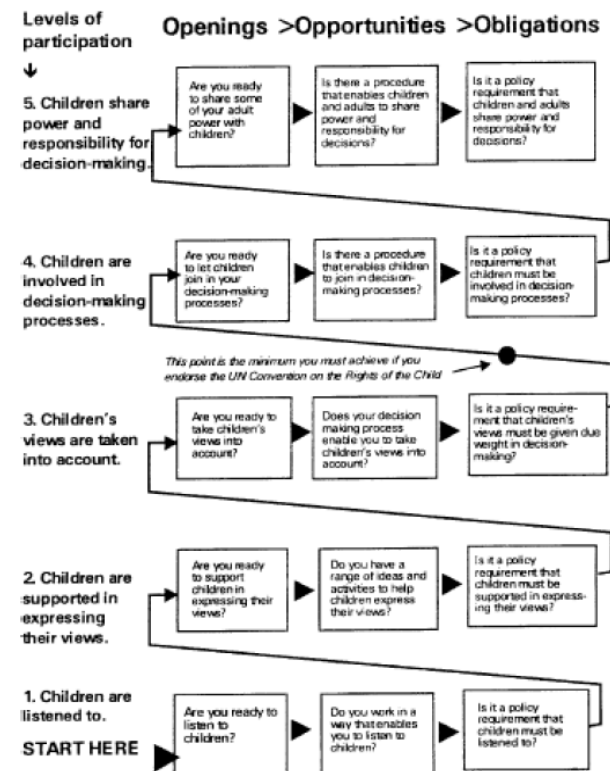 Levels of
participation
Openings >Opportunities >Obligations
5. Children share
power and
responsibility for
decision-making.
Are you ready
to share some
of your adult
power with
children?
Is there a procedure
that enables children
and adults to share
power and
responsibility for
decisions?
Is it a policy
requirement that
children and adults
share power and
responsibility for
decisions?
4. Children are
involved in
decision-making
processes.
Are you ready
to let children
join in your
decision-making
processes?
Is there a procedure
that enables children
to join in decision-
making processes?
Is it a policy
requirement that
children must be
involved in decision-
making processes?
This point is the minimum you must achieve if you
endorse the UN Convention on the Rights of the Child
3. Children's
views are taken
into account.
Are you ready to
take children's
views into
account?
Does your decision
making process
enable you to take
children's views into
account?
Is it a policy require-
ment that children's
views must be given due
weight in decision-
making?
2. Children are
supported in
expressing
their views.
Are you ready
to support
children in
expressing their
views?
Do you have a
range of ideas and
activities to help
children express
their views?
Is it a policy
requirement that
children must be
supported in express-
ing their views?
1. Children are
listened to.
START HERE
Are you ready to
listen to
children?
Do you work in a
way that enables
you to listen to
children?
Is it a policy
requirement that
children must be
listened to?